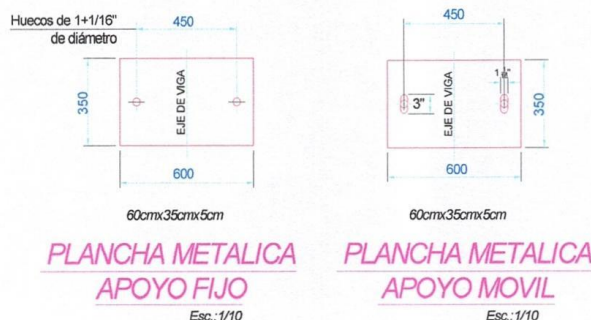 Huecos de 1+1/16"
de diámetro
450
350
EJE DE VIGA
600
60cmx35cmx5cm
PLANCHA METALICA
APOYO FIJO
Esc.:1/10
450
3"
EJE DE VIGA
350
600
60cmx35cmx5cm
PLANCHA METALICA
APOYO MOVIL
Esc.:1/10